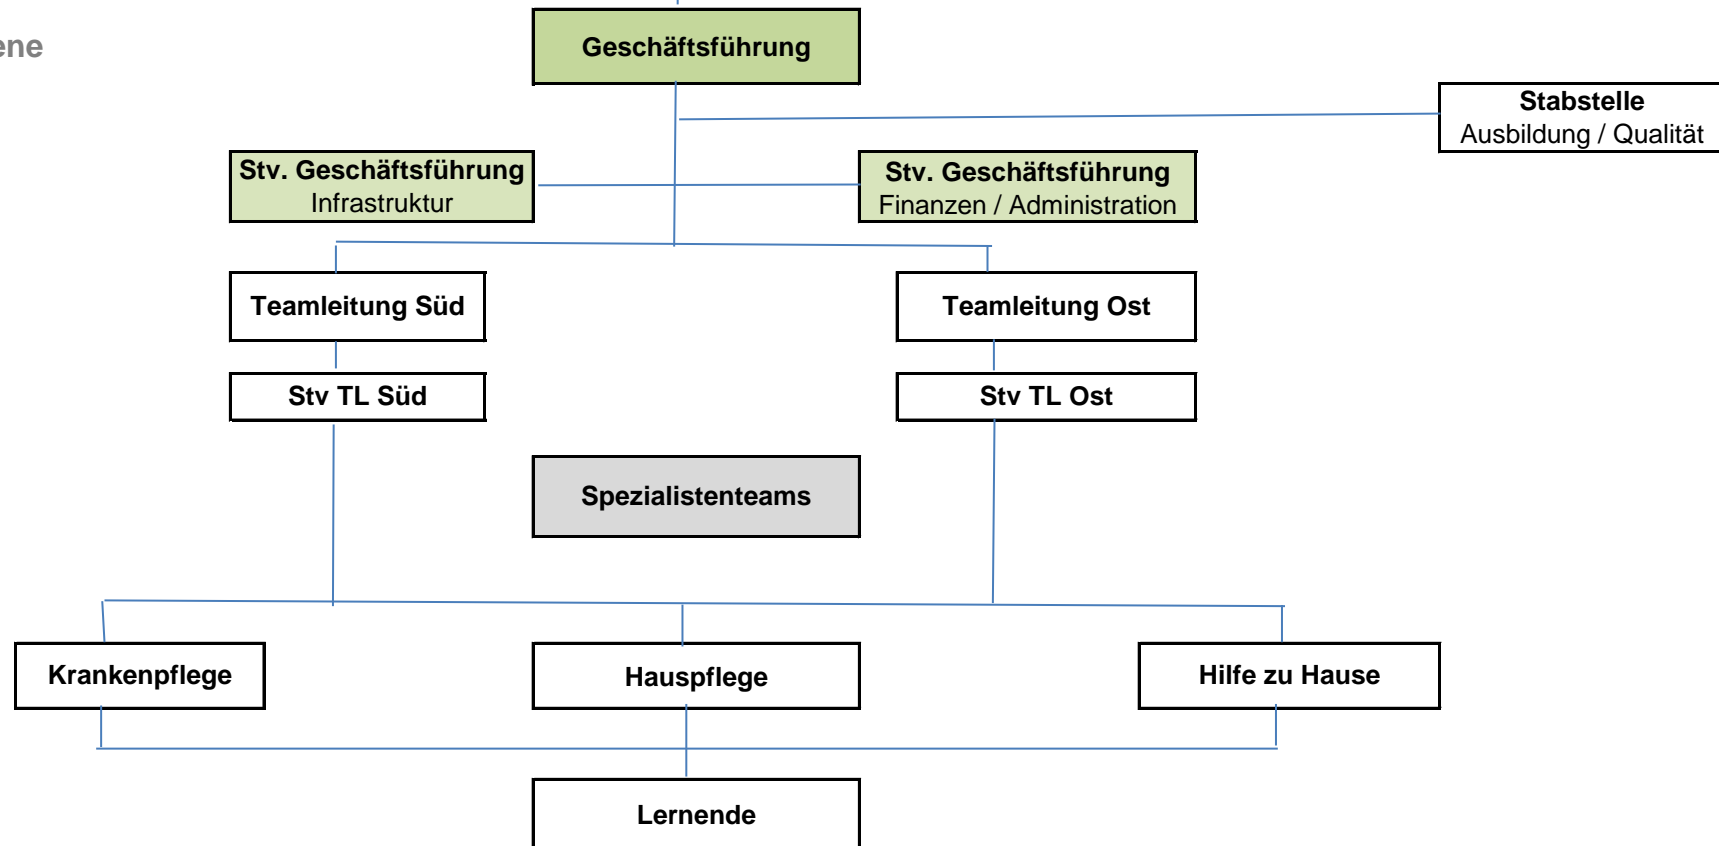 Geschäftsführung
Stabstelle
Ausbildung / Qualität
Stv. Geschäftsführung
Infrastruktur
Stv. Geschäftsführung
Finanzen / Administration
Teamleitung Süd
Teamleitung Ost
Stv TL Süd
Stv TL Ost
Spezialistenteams
Krankenpflege
Hauspflege
Hilfe zu Hause
Lernende